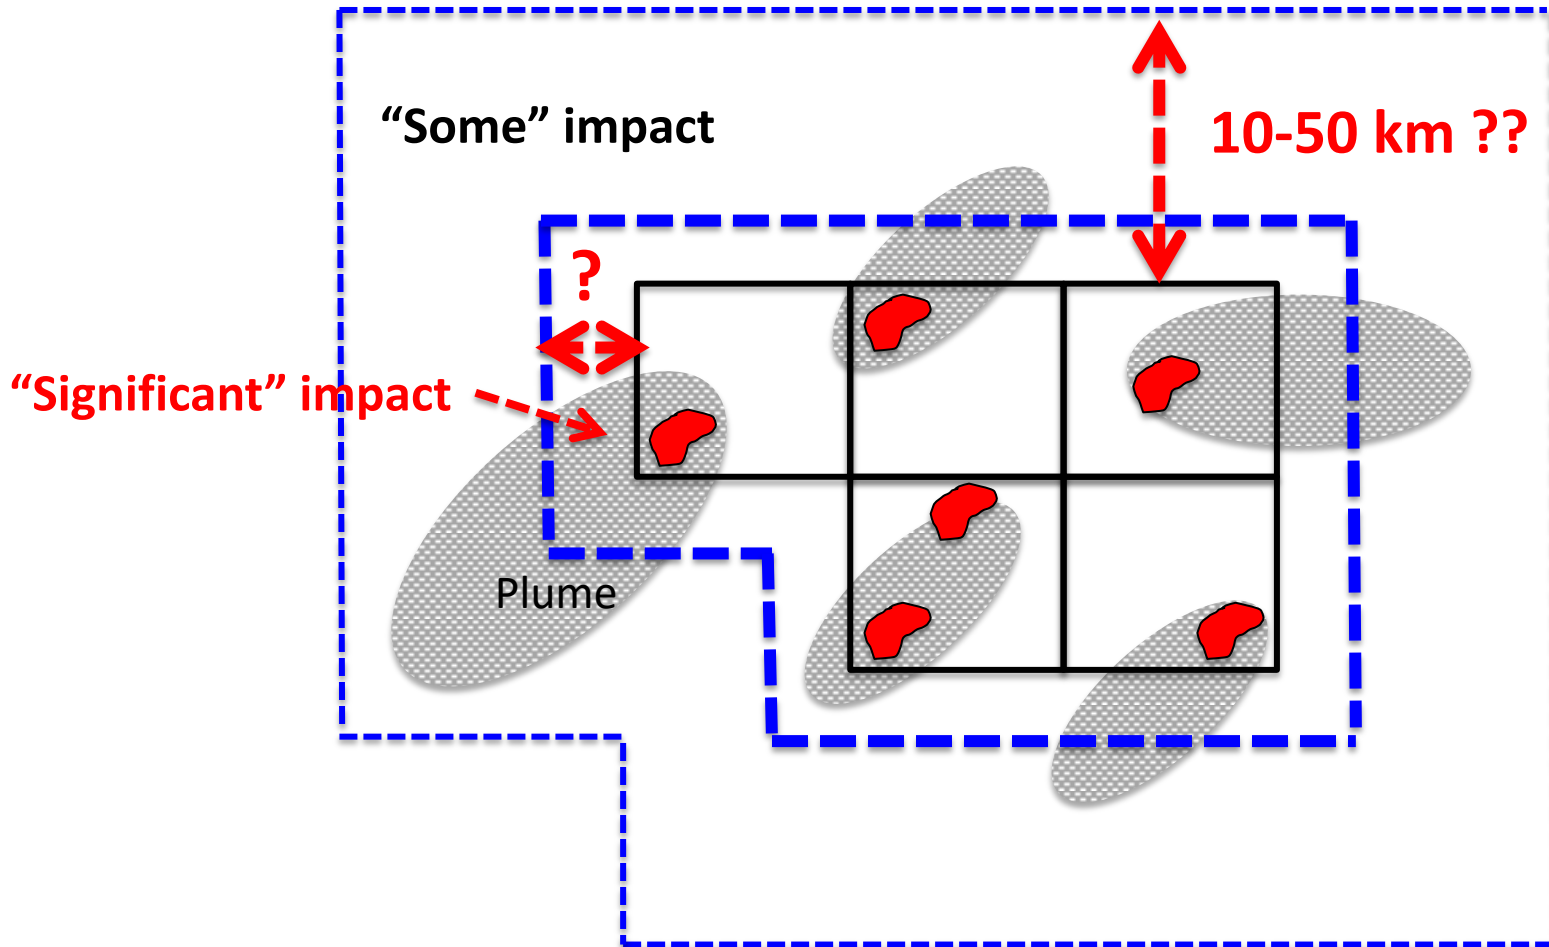 “Some” impact
10-50 km ??
?
“Significant” impact
Plume